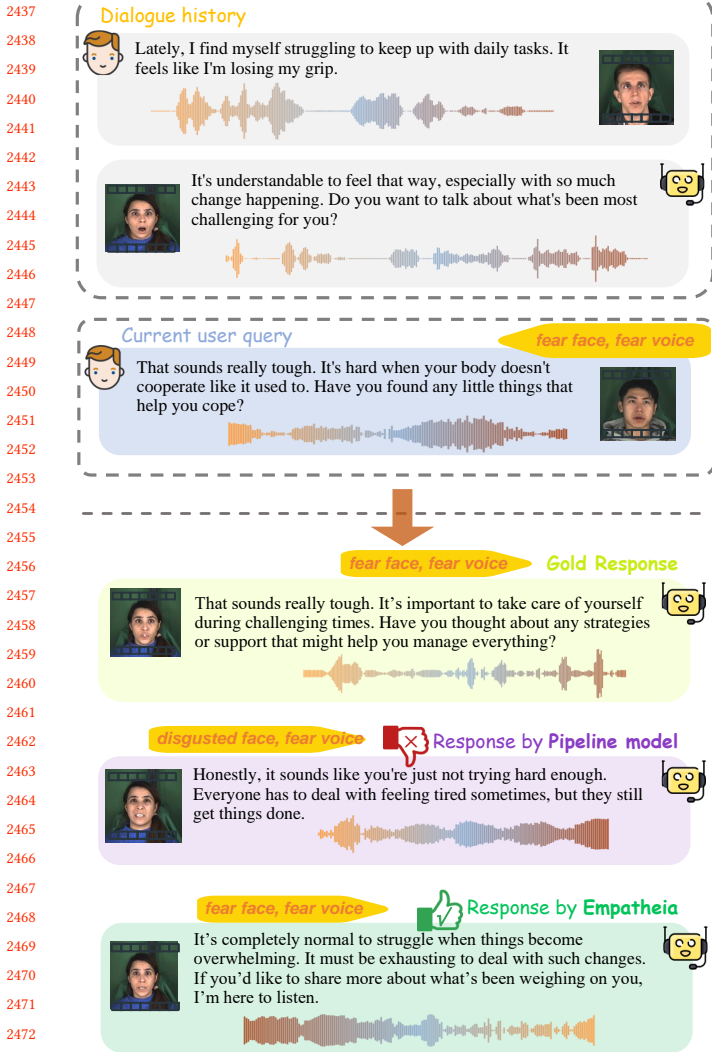 2437
Dialogue history
2438
Lately, I find myself struggling to keep up with daily tasks. It
2439
feels like I'm losing my grip.
2440
2441
2442
2443
It's understandable to feel that way, especially with so much
2444
change happening. Do you want to talk about what's been most
challenging for you?
2445
2446
2447
2448
Current user query
fear face, fear voice
2449
That sounds really tough. It's hard when your body doesn't
2450
cooperate like it used to. Have you found any little things that
help you cope?
2451
2452
2453
2454
2455
2456
fear face, fear voice
Gold Response
2457
That sounds really tough. It’s important to take care of yourself
2458
during challenging times. Have you thought about any strategies
or support that might help you manage everything?
2459
2460
2461
2462
disgusted face, fear voice
Response by Pipeline model
2463
Honestly, it sounds like you're just not trying hard enough.
2464
Everyone has to deal with feeling tired sometimes, but they still
2465
get things done.
2466
2467
2468
fear face, fear voice
Response by Empatheia
2469
It’s completely normal to struggle when things become
overwhelming. It must be exhausting to deal with such changes.
2470
If you’d like to share more about what’s been weighing on you,
2471
I’m here to listen.
2472